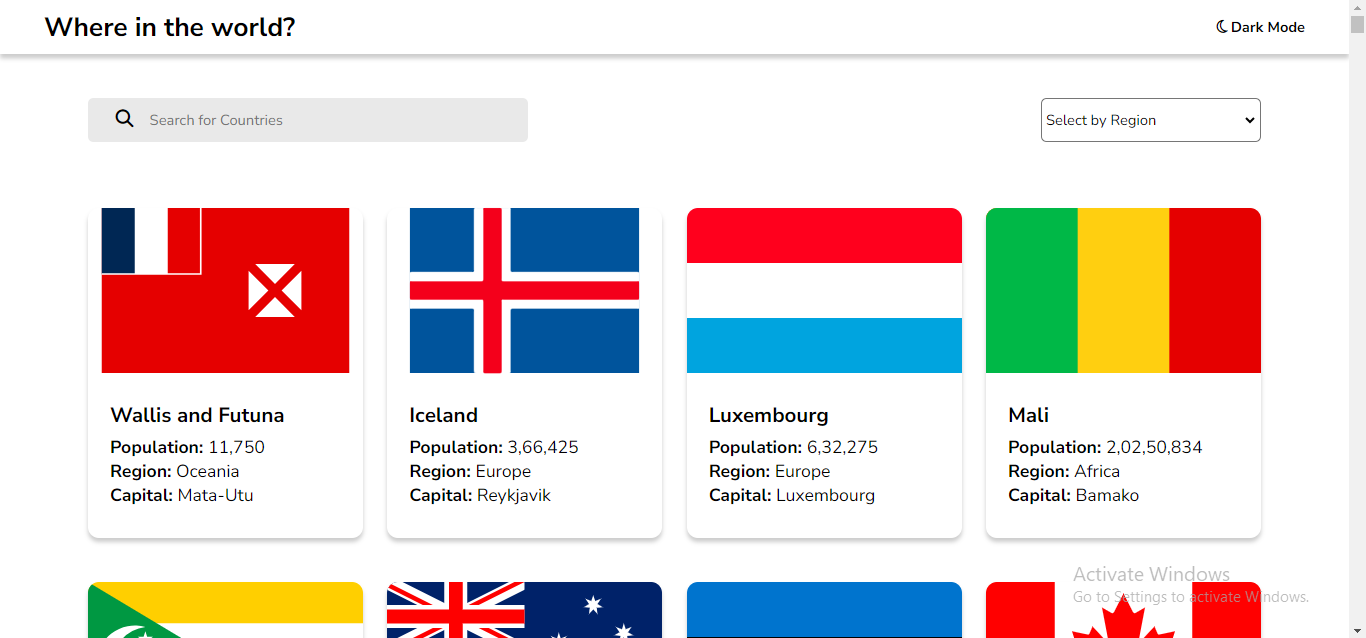 Where in the world?
Dark Mode
Search for Countries
Select by Region
Wallis and Futuna
Population: 11,750
Region: Oceania
Capital: Mata-Utu
Iceland
Population: 3,66,425
Region: Europe
Capital: Reykjavik
Luxembourg
Population: 6,32,275
Region: Europe
Capital: Luxembourg
Mali
Population: 2,02,50,834
Region: Africa
Capital: Bamako
Activate Windows
Go to Settings to activate Windows.